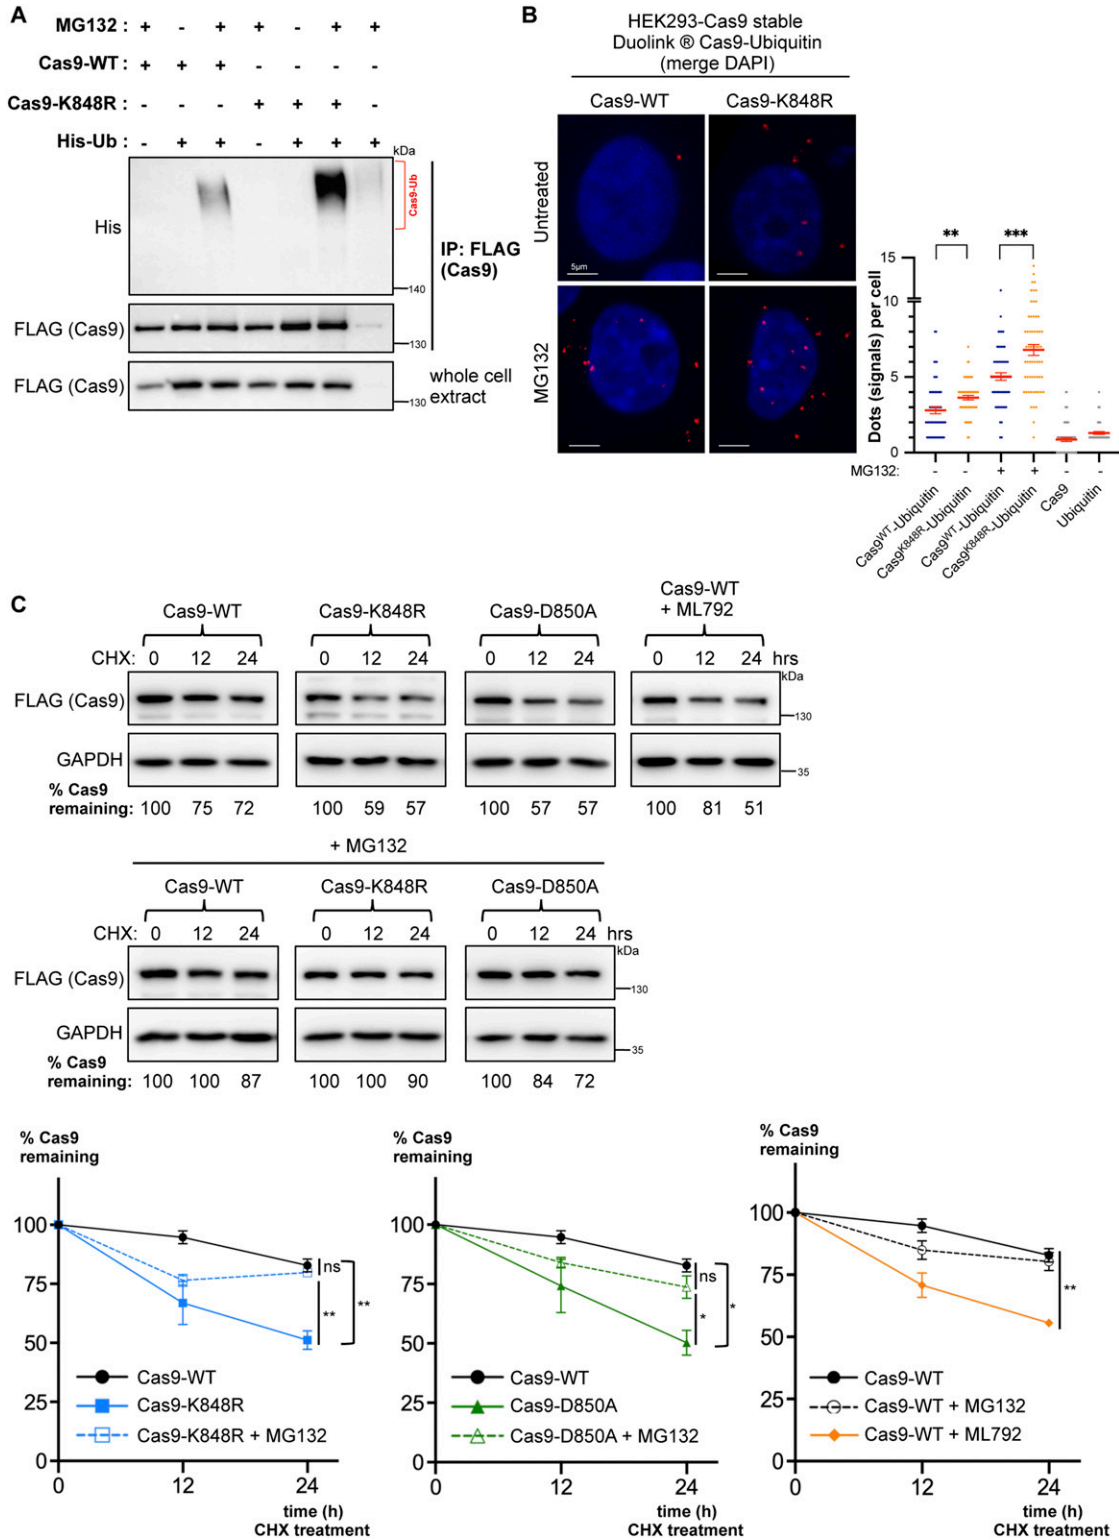 A
MG132 : + - + + - + +
Cas9-WT : + + + - - - -
Cas9-K848R : - - - + + + -
His-Ub : - + + - + + +
kDa
His
Cas9-Ub
140
IP: FLAG
(Cas9)
FLAG (Cas9)
130
FLAG (Cas9)
130
whole cell
extract
B
HEK293-Cas9 stable
Duolink ® Cas9-Ubiquitin
(merge DAPI)
Cas9-WT Cas9-K848R
Untreated
5µm
MG132
** ***
Dots (signals) per cell
15
10
5
0
MG132: - - + + - -
Cas9WT-Ubiquitin
Cas9K848R-Ubiquitin
Cas9WT-Ubiquitin
Cas9K848R-Ubiquitin
Cas9
Ubiquitin
C
Cas9-WT Cas9-K848R Cas9-D850A Cas9-WT
+ ML792
CHX: 0 12 24 0 12 24 0 12 24 0 12 24 hrs
kDa
FLAG (Cas9)
130
GAPDH
35
% Cas9
remaining: 100 75 72 100 59 57 100 57 57 100 81 51
+ MG132
Cas9-WT Cas9-K848R Cas9-D850A
CHX: 0 12 24 0 12 24 0 12 24 hrs
kDa
FLAG (Cas9)
130
GAPDH
35
% Cas9
remaining: 100 100 87 100 100 90 100 84 72
% Cas9
remaining
100
75
50
25
0
ns
**
**
Cas9-WT
Cas9-K848R
Cas9-K848R + MG132
0 12 24
time (h)
CHX treatment
% Cas9
remaining
100
75
50
25
0
ns
*
*
Cas9-WT
Cas9-D850A
Cas9-D850A + MG132
0 12 24
time (h)
CHX treatment
% Cas9
remaining
100
75
50
25
0
**
Cas9-WT
Cas9-WT + MG132
Cas9-WT + ML792
0 12 24
time (h)
CHX treatment